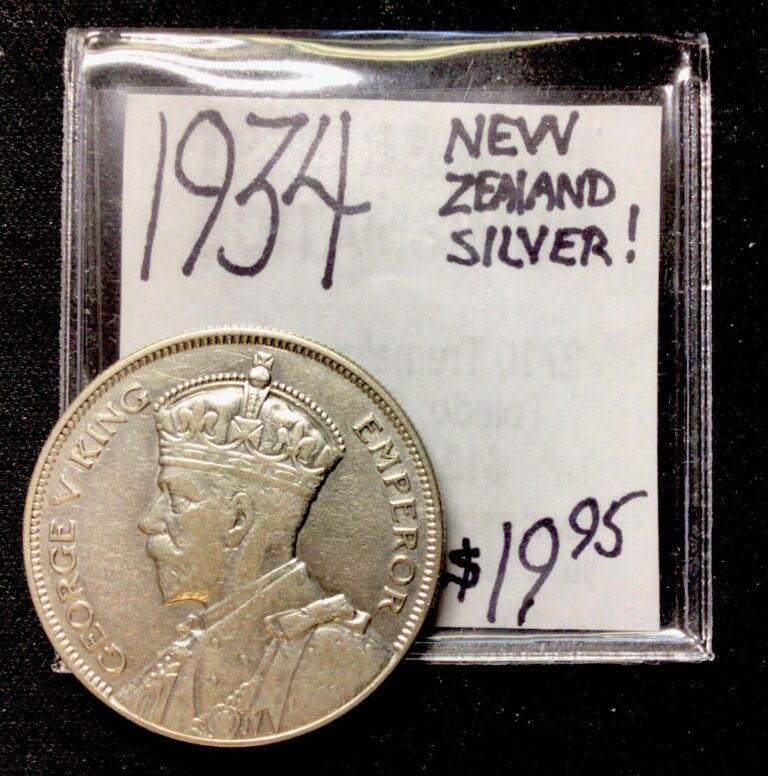 1934
NEW
ZEALAND
SILVER!
GEORGE V KING
EMPEROR
$19 95